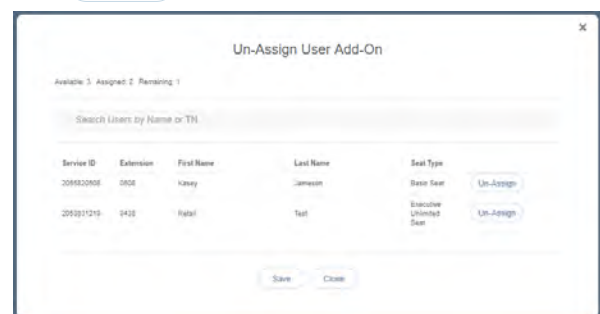 ×
Un-Assign User Add-On
Available: 3 Assigned: 2 Remaining: 1
Search Users by Name or TN
Service ID Extension First Name Last Name Seat Type
Kasey Jameson Basic Seat Un-Assign
Retail Test Executive Unlimited Seat Un-Assign
Save Close